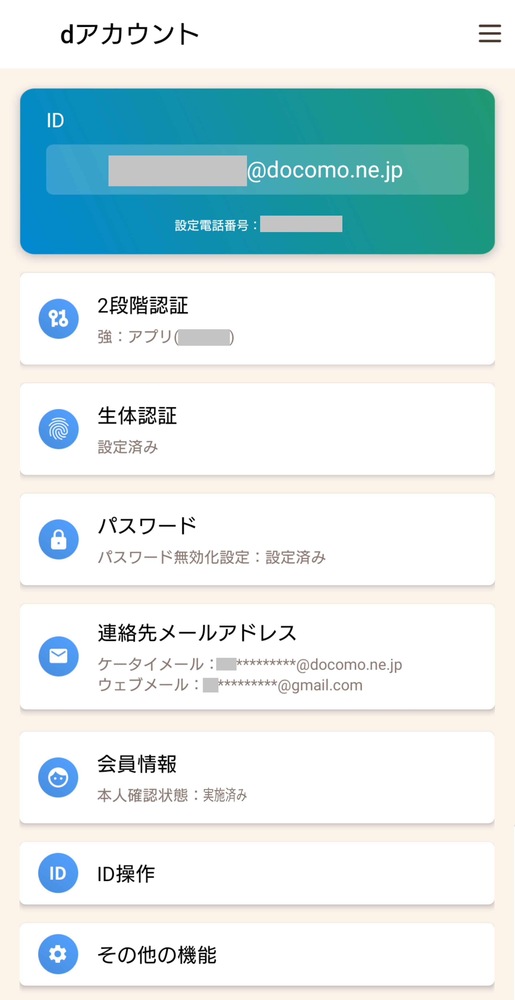 dアカウント
ID
@docomo.ne.jp
設定電話番号：
2段階認証
強：アプリ( )
生体認証
設定済み
パスワード
パスワード無効化設定：設定済み
連絡先メールアドレス
ケータイメール： *********@docomo.ne.jp
ウェブメール： *********@gmail.com
会員情報
本人確認状態：実施済み
ID
ID操作
その他の機能